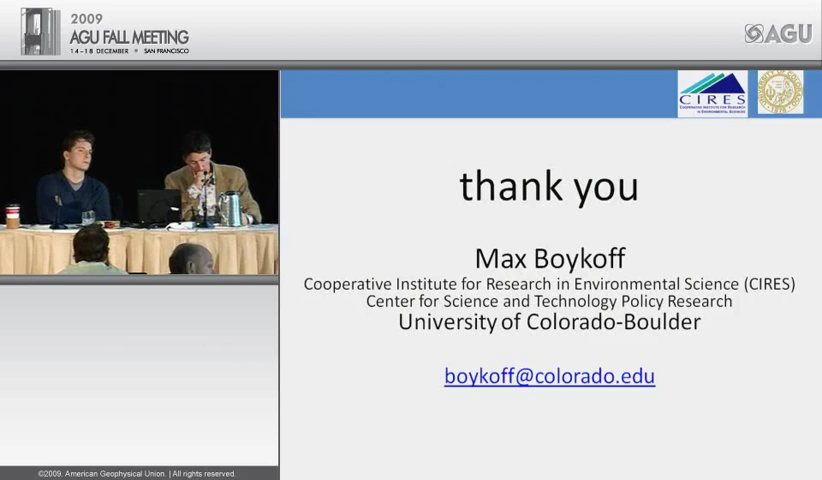 2009
AGU FALL MEETING
14-18 DECEMBER • SAN FRANCISCO
AGU
CIRES
thank you
Max Boykoff
Cooperative Institute for Research in Environmental Science (CIRES)
Center for Science and Technology Policy Research
University of Colorado-Boulder
boykoff@colorado.edu
©2009. American Geophysical Union. | All rights reserved.